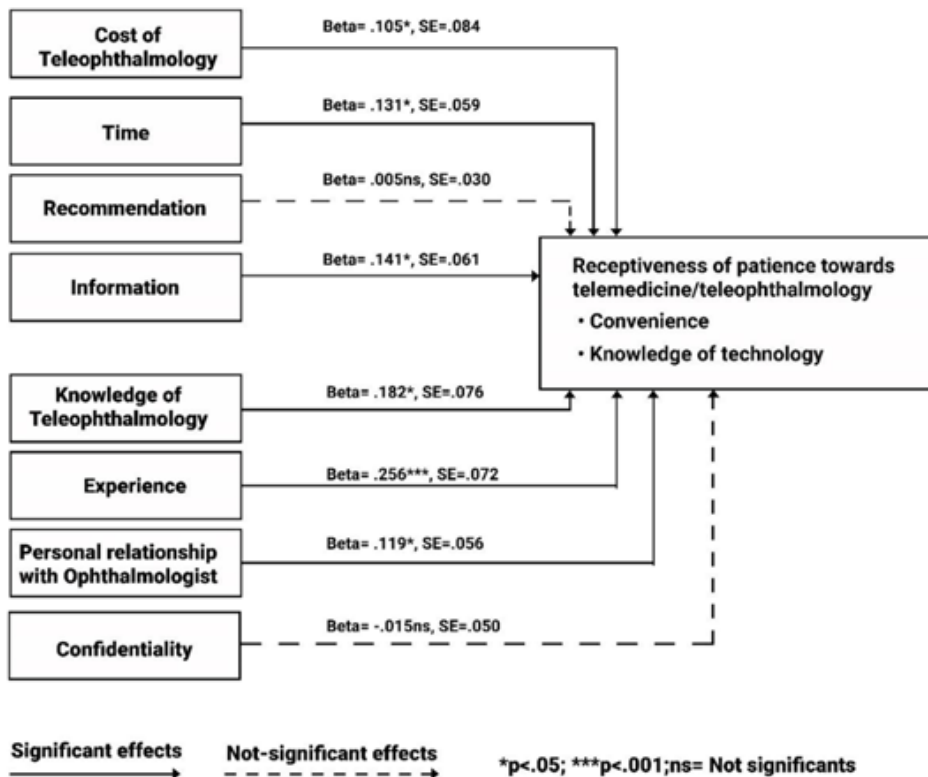 Cost of
Teleophthalmology
Beta= .105*, SE=.084
Time
Beta= .131*, SE=.059
Recommendation
Beta= .005ns, SE=.030
Information
Beta= .141*, SE=.061
Receptiveness of patience towards
telemedicine/teleophthalmology
• Convenience
• Knowledge of technology
Knowledge of
Teleophthalmology
Beta= .182*, SE=.076
Experience
Beta= .256***, SE=.072
Personal relationship
with Ophthalmologist
Beta= .119*, SE=.056
Confidentiality
Beta= -.015ns, SE=.050
Significant effects
Not-significant effects
*p<.05; ***p<.001;ns= Not significants